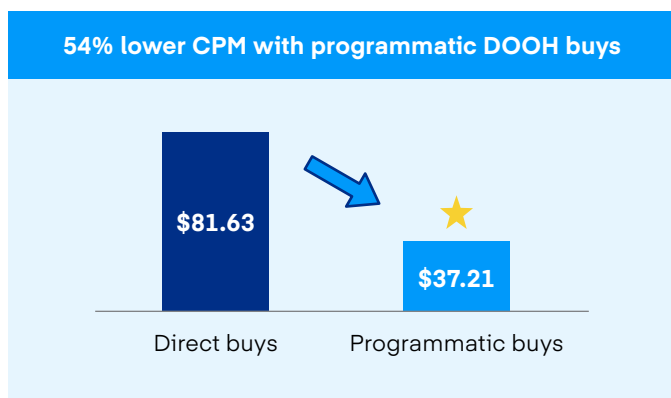 54% lower CPM with programmatic DOOH buys
$81.63
$37.21
Direct buys
Programmatic buys